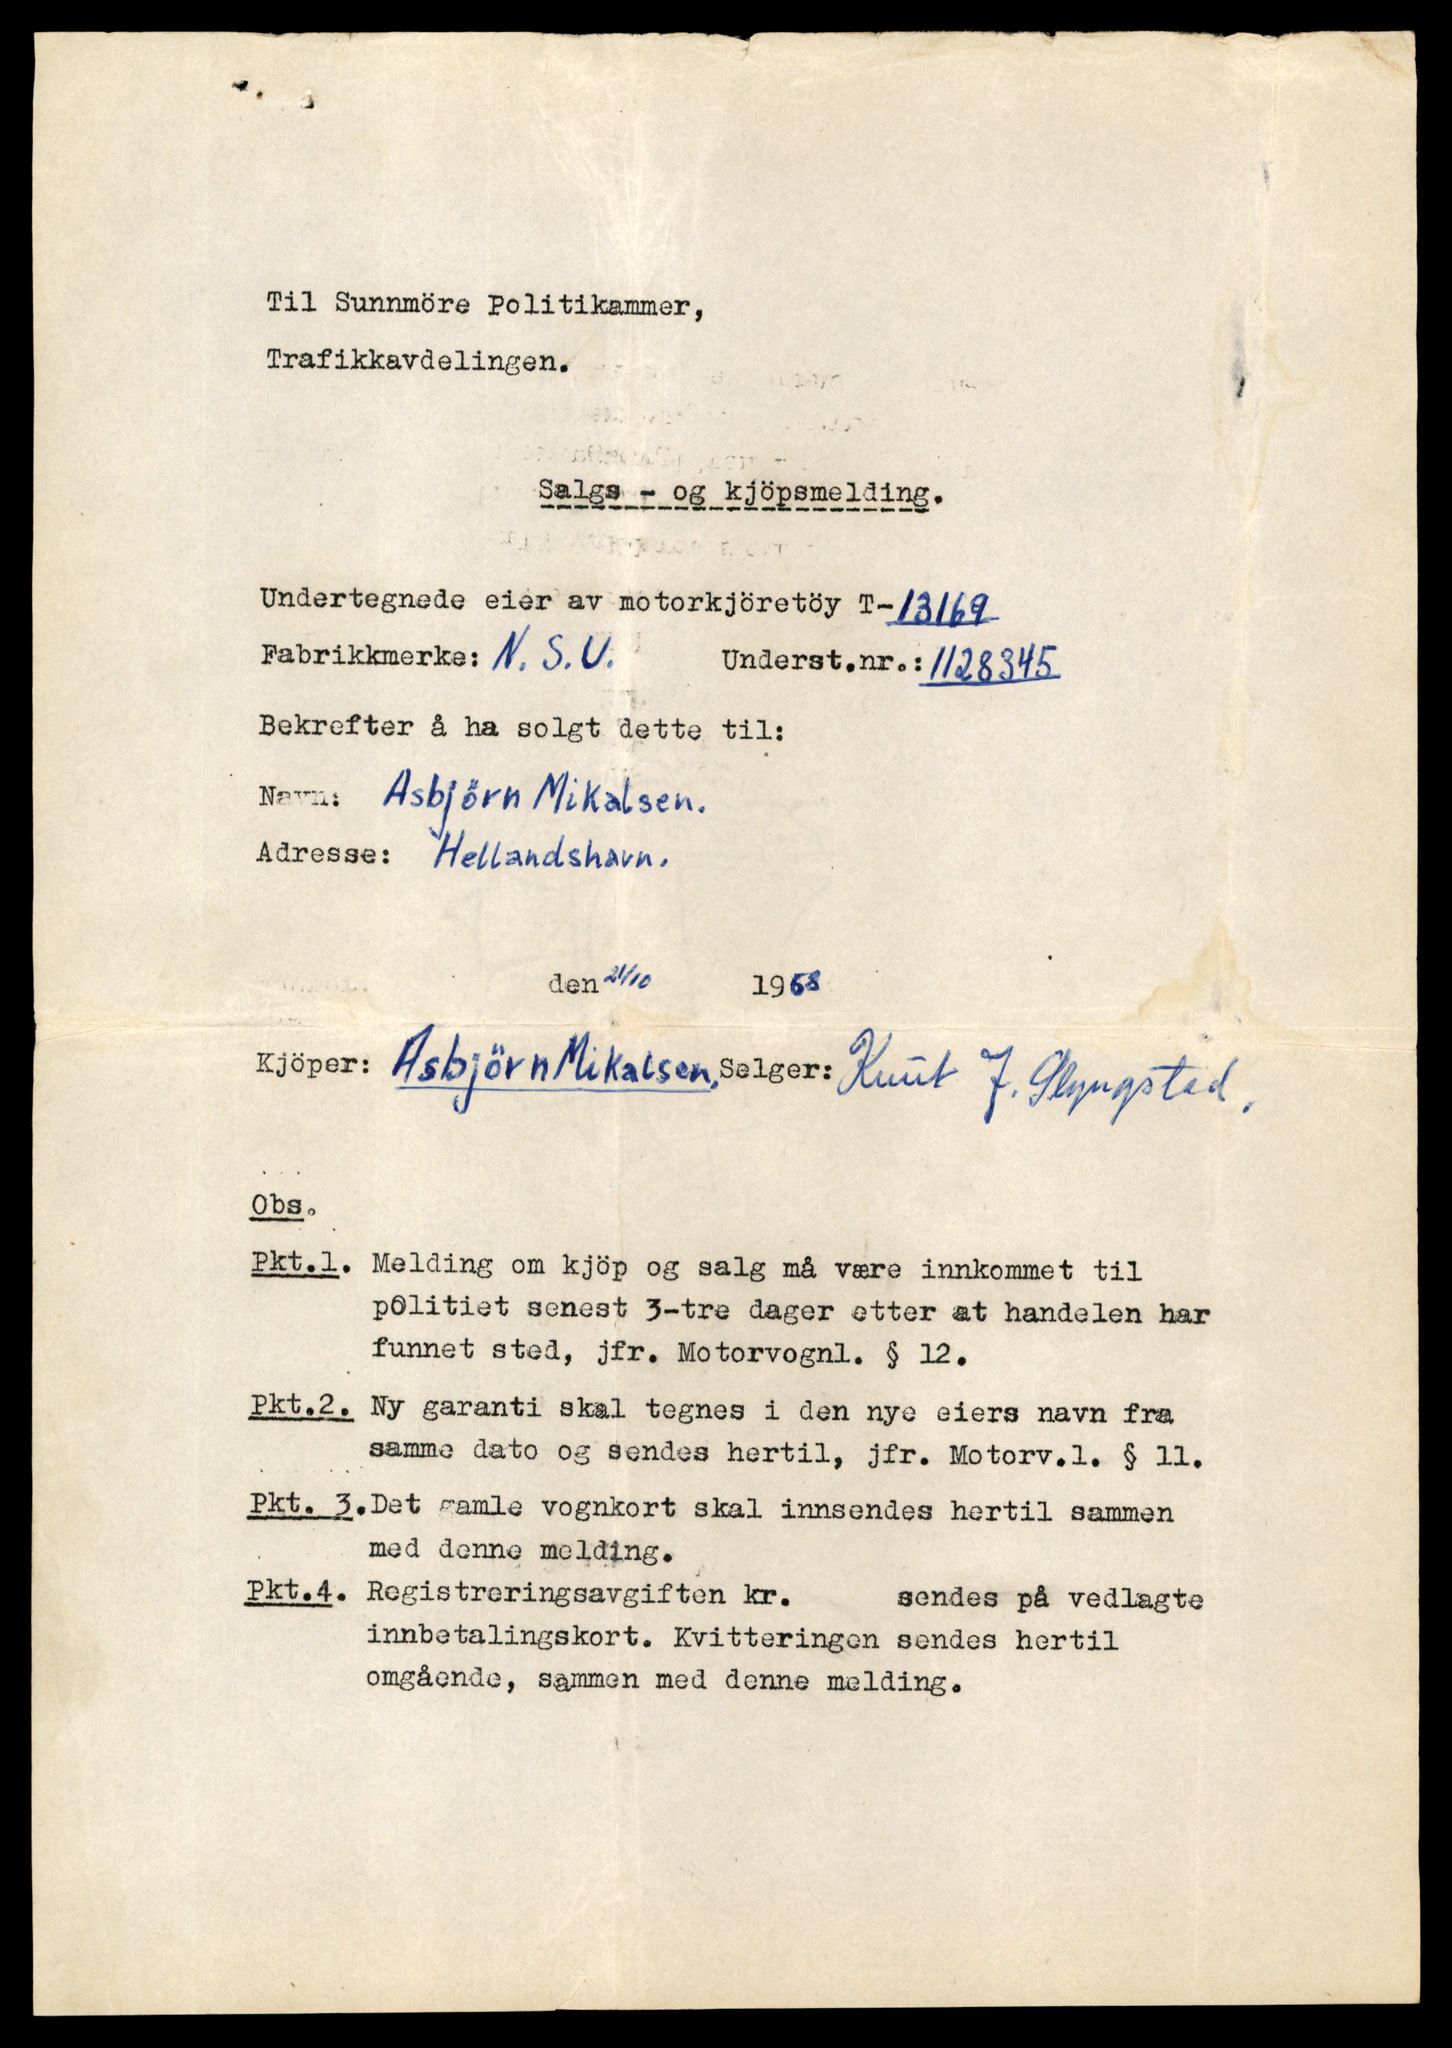 Til Sunnmöre Politikammer,
Trafikkavdelingen.
Salgs - og kjöpsmelding.
Undertegnede eier av motorkjöretöy T-13169
Fabrikkmerke: N.S.U. Underst.nr.: 1128345
Bekrefter å ha solgt dette til:
Navn: Asbjörn Mikalsen.
Adresse: Hellandshavn.
den 21/10 1958
Kjöper: Asbjörn Mikalsen. Selger: Knut J. Slyngstad.
Obs.
Pkt.1. Melding om kjöp og salg må være innkommet til
politiet senest 3-tre dager etter at handelen har
funnet sted, jfr. Motorvognl. § 12.
Pkt.2. Ny garanti skal tegnes i den nye eiers navn fra
samme dato og sendes hertil, jfr. Motorv.l. § 11.
Pkt. 3. Det gamle vognkort skal innsendes hertil sammen
med denne melding.
Pkt.4. Registreringsavgiften kr. sendes på vedlagte
innbetalingskort. Kvitteringen sendes hertil
omgående, sammen med denne melding.